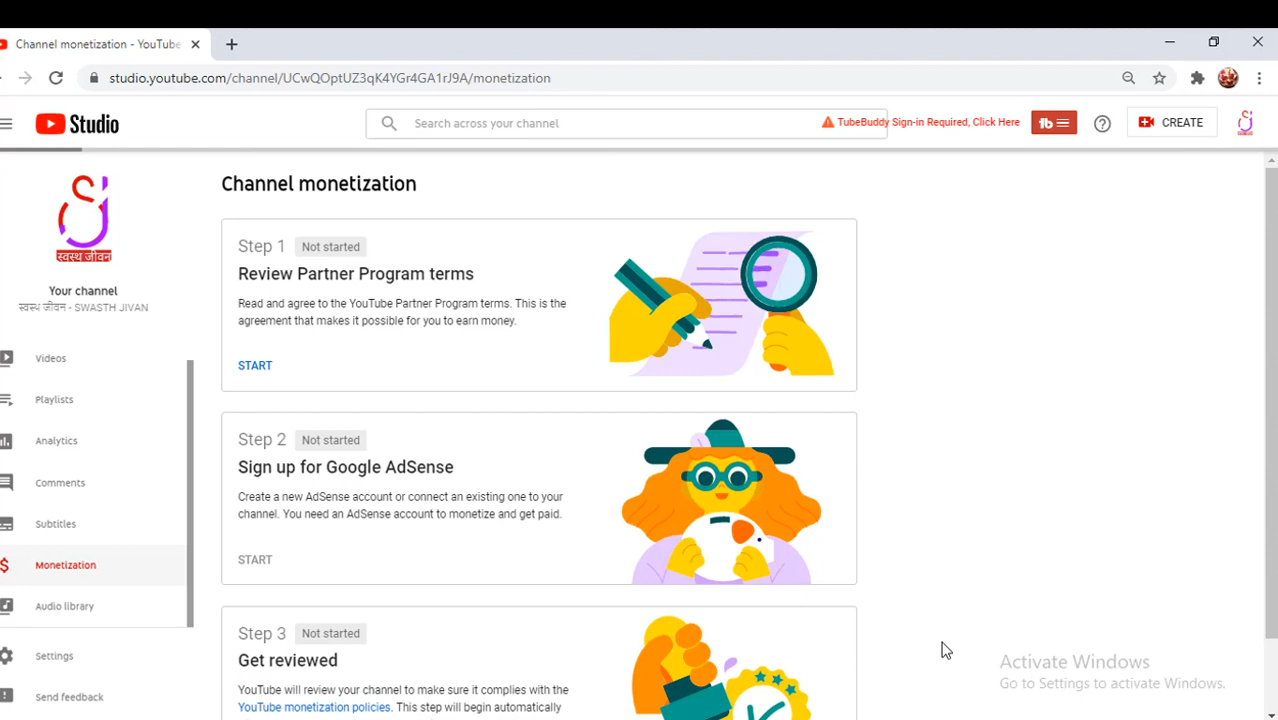 Channel monetization - YouTube
studio.youtube.com/channel/UCwQOptUZ3qK4YGr4GA1rJ9A/monetization
Studio
Search across your channel
TubeBuddy Sign-in Required, Click Here
tb
CREATE
स्वस्थ जीवन
Your channel
स्वस्थ जीवन - SWASTH JIVAN
Videos
Playlists
Analytics
Comments
Subtitles
Monetization
Audio library
Settings
Send feedback
Channel monetization
Step 1 Not started
Review Partner Program terms
Read and agree to the YouTube Partner Program terms. This is the
agreement that makes it possible for you to earn money.
START
Step 2 Not started
Sign up for Google AdSense
Create a new AdSense account or connect an existing one to your
channel. You need an AdSense account to monetize and get paid.
START
Step 3 Not started
Get reviewed
YouTube will review your channel to make sure it complies with the
YouTube monetization policies. This step will begin automatically
Activate Windows
Go to Settings to activate Windows.